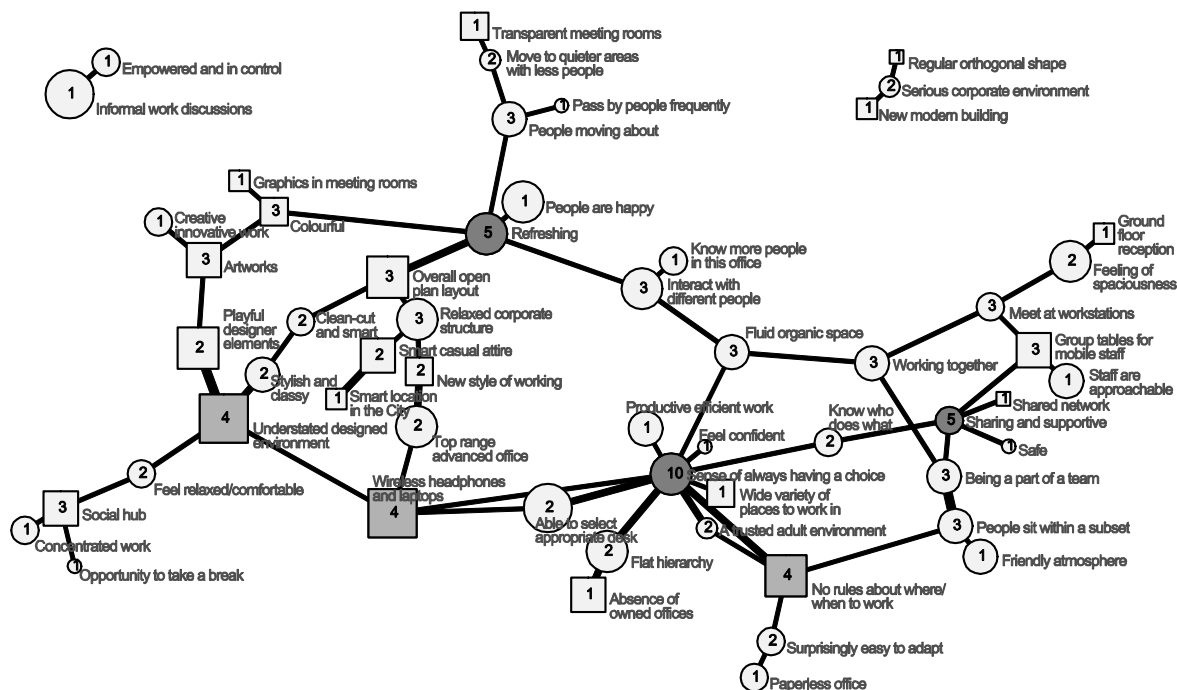 1
Transparent meeting rooms
2
Move to quieter areas
with less people
1
Empowered and in control
1
Informal work discussions
1
Regular orthogonal shape
2
Serious corporate environment
1
New modern building
1
Pass by people frequently
3
People moving about
1
Graphics in meeting rooms
3
Colourful
1
Creative
innovative work
3
Artworks
1
People are happy
5
Refreshing
1
Know more people
in this office
3
Interact with
different people
1
Ground
floor
reception
2
Feeling of
spaciousness
3
Overall open
plan layout
3
Relaxed corporate
structure
2
Clean-cut
and smart
Playful
designer
elements
2
2
Smart casual attire
2
New style of working
2
Stylish and
classy
1
Smart location
in the City
3
Fluid organic space
3
Working together
3
Meet at workstations
3
Group tables for
mobile staff
1
Staff are
approachable
1
Shared network
5
Sharing and supportive
1
Safe
4
Understated designed
environment
2
Top range
advanced office
Productive efficient work
1
1
Feel confident
Know who
does what
2
10
Sense of always having a choice
1
Wide variety of
places to work in
2
A trusted adult environment
3
Being a part of a team
3
People sit within a subset
1
Friendly atmosphere
2
Feel relaxed/comfortable
3
Social hub
1
Concentrated work
1
Opportunity to take a break
Wireless headphones
and laptops
4
2
Able to select
appropriate desk
2
Flat hierarchy
1
Absence of
owned offices
4
No rules about where/
when to work
2
Surprisingly easy to adapt
1
Paperless office